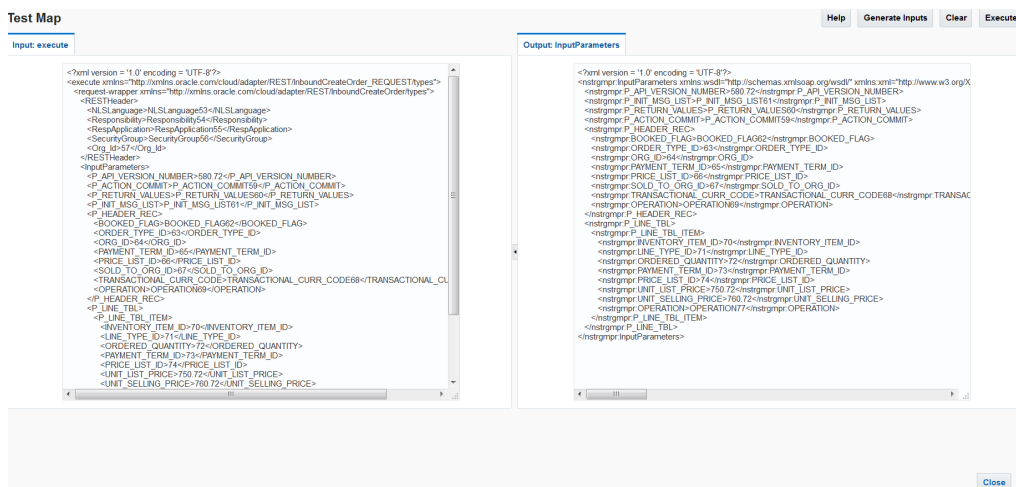 Test Map
Help Generate Inputs Clear Execute
Input: execute
<?xml version = '1.0' encoding = 'UTF-8'?>
<execute xmlns="http://xmlns.oracle.com/cloud/adapter/REST/InboundCreateOrder_REQUEST/types">
<request-wrapper xmlns="http://xmlns.oracle.com/cloud/adapter/REST/InboundCreateOrder/types">
<RESTHeader>
<NLSLanguage>NLSLanguage53</NLSLanguage>
<Responsibility>Responsibility54</Responsibility>
<RespApplication>RespApplication55</RespApplication>
<SecurityGroup>SecurityGroup56</SecurityGroup>
<Org_Id>57</Org_Id>
</RESTHeader>
<InputParameters>
<P_API_VERSION_NUMBER>580.72</P_API_VERSION_NUMBER>
<P_ACTION_COMMIT>P_ACTION_COMMIT59</P_ACTION_COMMIT>
<P_RETURN_VALUES>P_RETURN_VALUES60</P_RETURN_VALUES>
<P_INIT_MSG_LIST>P_INIT_MSG_LIST61</P_INIT_MSG_LIST>
<P_HEADER_REC>
<BOOKED_FLAG>BOOKED_FLAG62</BOOKED_FLAG>
<ORDER_TYPE_ID>63</ORDER_TYPE_ID>
<ORG_ID>64</ORG_ID>
<PAYMENT_TERM_ID>65</PAYMENT_TERM_ID>
<PRICE_LIST_ID>66</PRICE_LIST_ID>
<SOLD_TO_ORG_ID>67</SOLD_TO_ORG_ID>
<TRANSACTIONAL_CURR_CODE>TRANSACTIONAL_CURR_CODE68</TRANSACTIONAL_CU
<OPERATION>OPERATION69</OPERATION>
</P_HEADER_REC>
<P_LINE_TBL>
<P_LINE_TBL_ITEM>
<INVENTORY_ITEM_ID>70</INVENTORY_ITEM_ID>
<LINE_TYPE_ID>71</LINE_TYPE_ID>
<ORDERED_QUANTITY>72</ORDERED_QUANTITY>
<PAYMENT_TERM_ID>73</PAYMENT_TERM_ID>
<PRICE_LIST_ID>74</PRICE_LIST_ID>
<UNIT_LIST_PRICE>750.72</UNIT_LIST_PRICE>
<UNIT_SELLING_PRICE>760.72</UNIT_SELLING_PRICE>
Output: InputParameters
<?xml version = '1.0' encoding = 'UTF-8'?>
<nstrgmpr:InputParameters xmlns:wsdl="http://schemas.xmlsoap.org/wsdl/" xmlns:xml="http://www.w3.org/X
<nstrgmpr:P_API_VERSION_NUMBER>580.72</nstrgmpr:P_API_VERSION_NUMBER>
<nstrgmpr:P_INIT_MSG_LIST>P_INIT_MSG_LIST61</nstrgmpr:P_INIT_MSG_LIST>
<nstrgmpr:P_RETURN_VALUES>P_RETURN_VALUES60</nstrgmpr:P_RETURN_VALUES>
<nstrgmpr:P_ACTION_COMMIT>P_ACTION_COMMIT59</nstrgmpr:P_ACTION_COMMIT>
<nstrgmpr:P_HEADER_REC>
<nstrgmpr:BOOKED_FLAG>BOOKED_FLAG62</nstrgmpr:BOOKED_FLAG>
<nstrgmpr:ORDER_TYPE_ID>63</nstrgmpr:ORDER_TYPE_ID>
<nstrgmpr:ORG_ID>64</nstrgmpr:ORG_ID>
<nstrgmpr:PAYMENT_TERM_ID>65</nstrgmpr:PAYMENT_TERM_ID>
<nstrgmpr:PRICE_LIST_ID>66</nstrgmpr:PRICE_LIST_ID>
<nstrgmpr:SOLD_TO_ORG_ID>67</nstrgmpr:SOLD_TO_ORG_ID>
<nstrgmpr:TRANSACTIONAL_CURR_CODE>TRANSACTIONAL_CURR_CODE68</nstrgmpr:TRANSAC
<nstrgmpr:OPERATION>OPERATION69</nstrgmpr:OPERATION>
</nstrgmpr:P_HEADER_REC>
<nstrgmpr:P_LINE_TBL>
<nstrgmpr:P_LINE_TBL_ITEM>
<nstrgmpr:INVENTORY_ITEM_ID>70</nstrgmpr:INVENTORY_ITEM_ID>
<nstrgmpr:LINE_TYPE_ID>71</nstrgmpr:LINE_TYPE_ID>
<nstrgmpr:ORDERED_QUANTITY>72</nstrgmpr:ORDERED_QUANTITY>
<nstrgmpr:PAYMENT_TERM_ID>73</nstrgmpr:PAYMENT_TERM_ID>
<nstrgmpr:PRICE_LIST_ID>74</nstrgmpr:PRICE_LIST_ID>
<nstrgmpr:UNIT_LIST_PRICE>750.72</nstrgmpr:UNIT_LIST_PRICE>
<nstrgmpr:UNIT_SELLING_PRICE>760.72</nstrgmpr:UNIT_SELLING_PRICE>
<nstrgmpr:OPERATION>OPERATION77</nstrgmpr:OPERATION>
</nstrgmpr:P_LINE_TBL_ITEM>
</nstrgmpr:P_LINE_TBL>
</nstrgmpr:InputParameters>
Close